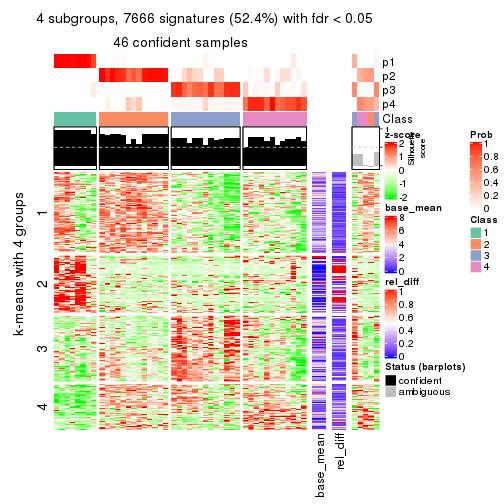 4 subgroups, 7666 signatures (52.4%) with fdr < 0.05
46 confident samples
p1
p2
p3
p4
Class
1
Silhouette
score
k-means with 4 groups
1
2
3
4
base_mean
rel_diff
z-score
2
1
0
-1
-2
base_mean
8
6
4
2
0
rel_diff
1
0.8
0.6
0.4
0.2
0
Status (barplots)
confident
ambiguous
Prob
1
0.8
0.6
0.4
0.2
0
Class
1
2
3
4